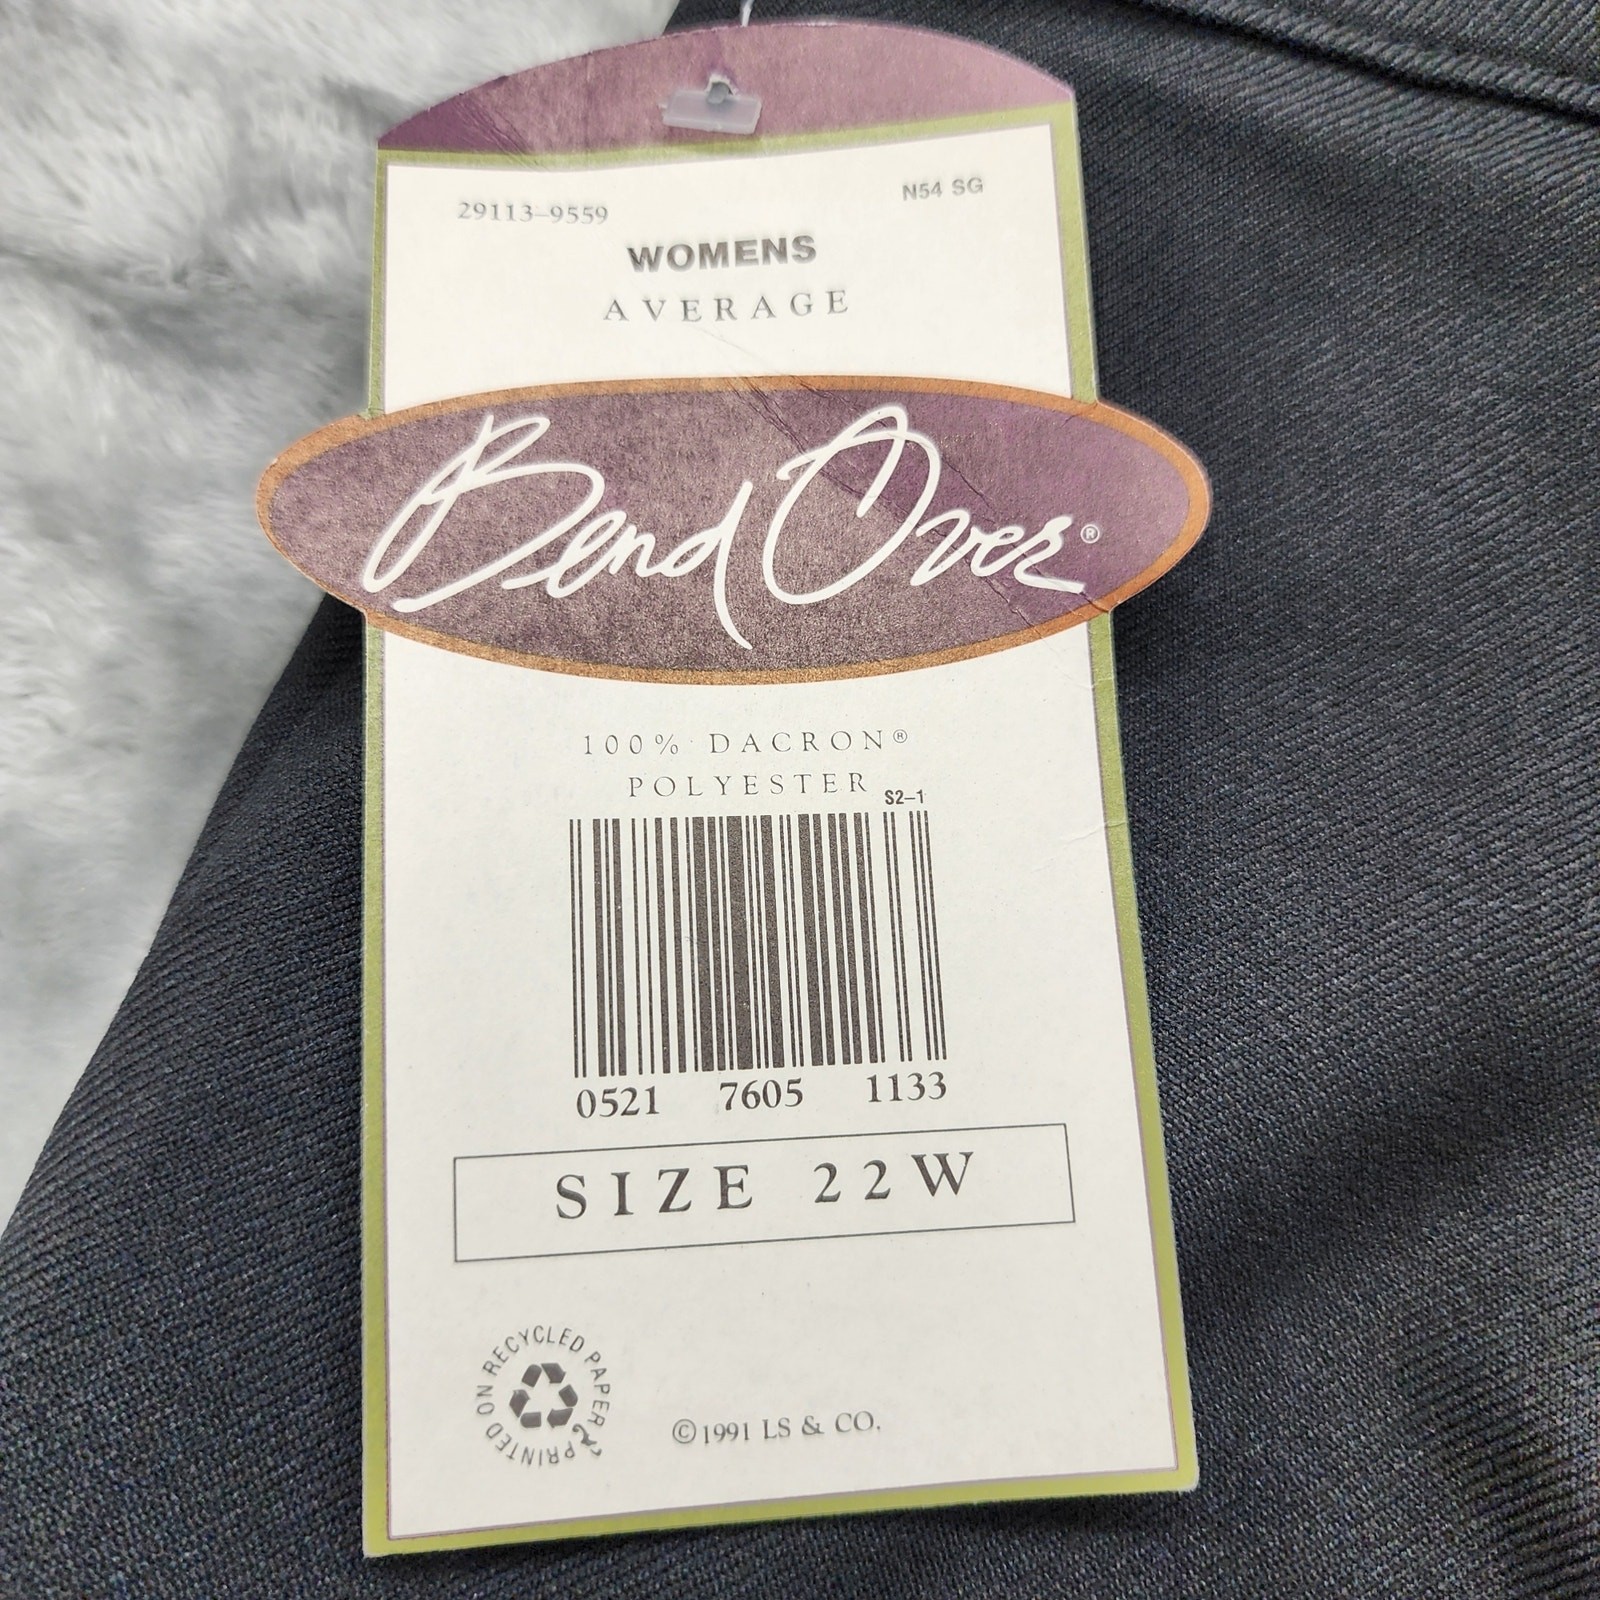 29113-9559
N54 SG
WOMENS
AVERAGE
Bend Over®
100% DACRON®
POLYESTER
S2-1
0521 7605 1133
SIZE 22W
PRINTED ON RECYCLED PAPER
©1991 LS & CO.